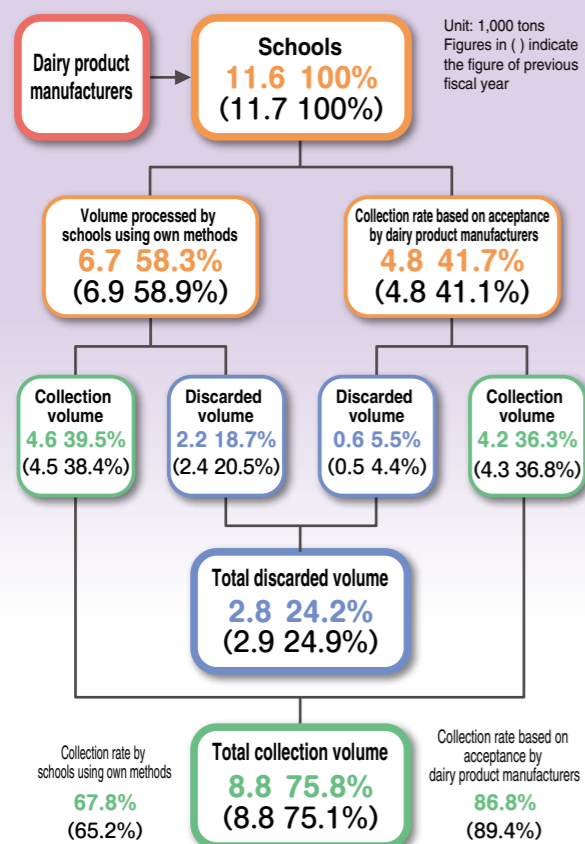 Dairy product
manufacturers
Schools
11.6 100%
(11.7 100%)
Unit: 1,000 tons
Figures in ( ) indicate
the figure of previous
fiscal year
Volume processed by
schools using own methods
6.7 58.3%
(6.9 58.9%)
Collection rate based on acceptance
by dairy product manufacturers
4.8 41.7%
(4.8 41.1%)
Collection
volume
4.6 39.5%
(4.5 38.4%)
Discarded
volume
2.2 18.7%
(2.4 20.5%)
Discarded
volume
0.6 5.5%
(0.5 4.4%)
Collection
volume
4.2 36.3%
(4.3 36.8%)
Total discarded volume
2.8 24.2%
(2.9 24.9%)
Collection rate by
schools using own methods
67.8%
(65.2%)
Total collection volume
8.8 75.8%
(8.8 75.1%)
Collection rate based on
acceptance by
dairy product manufacturers
86.8%
(89.4%)